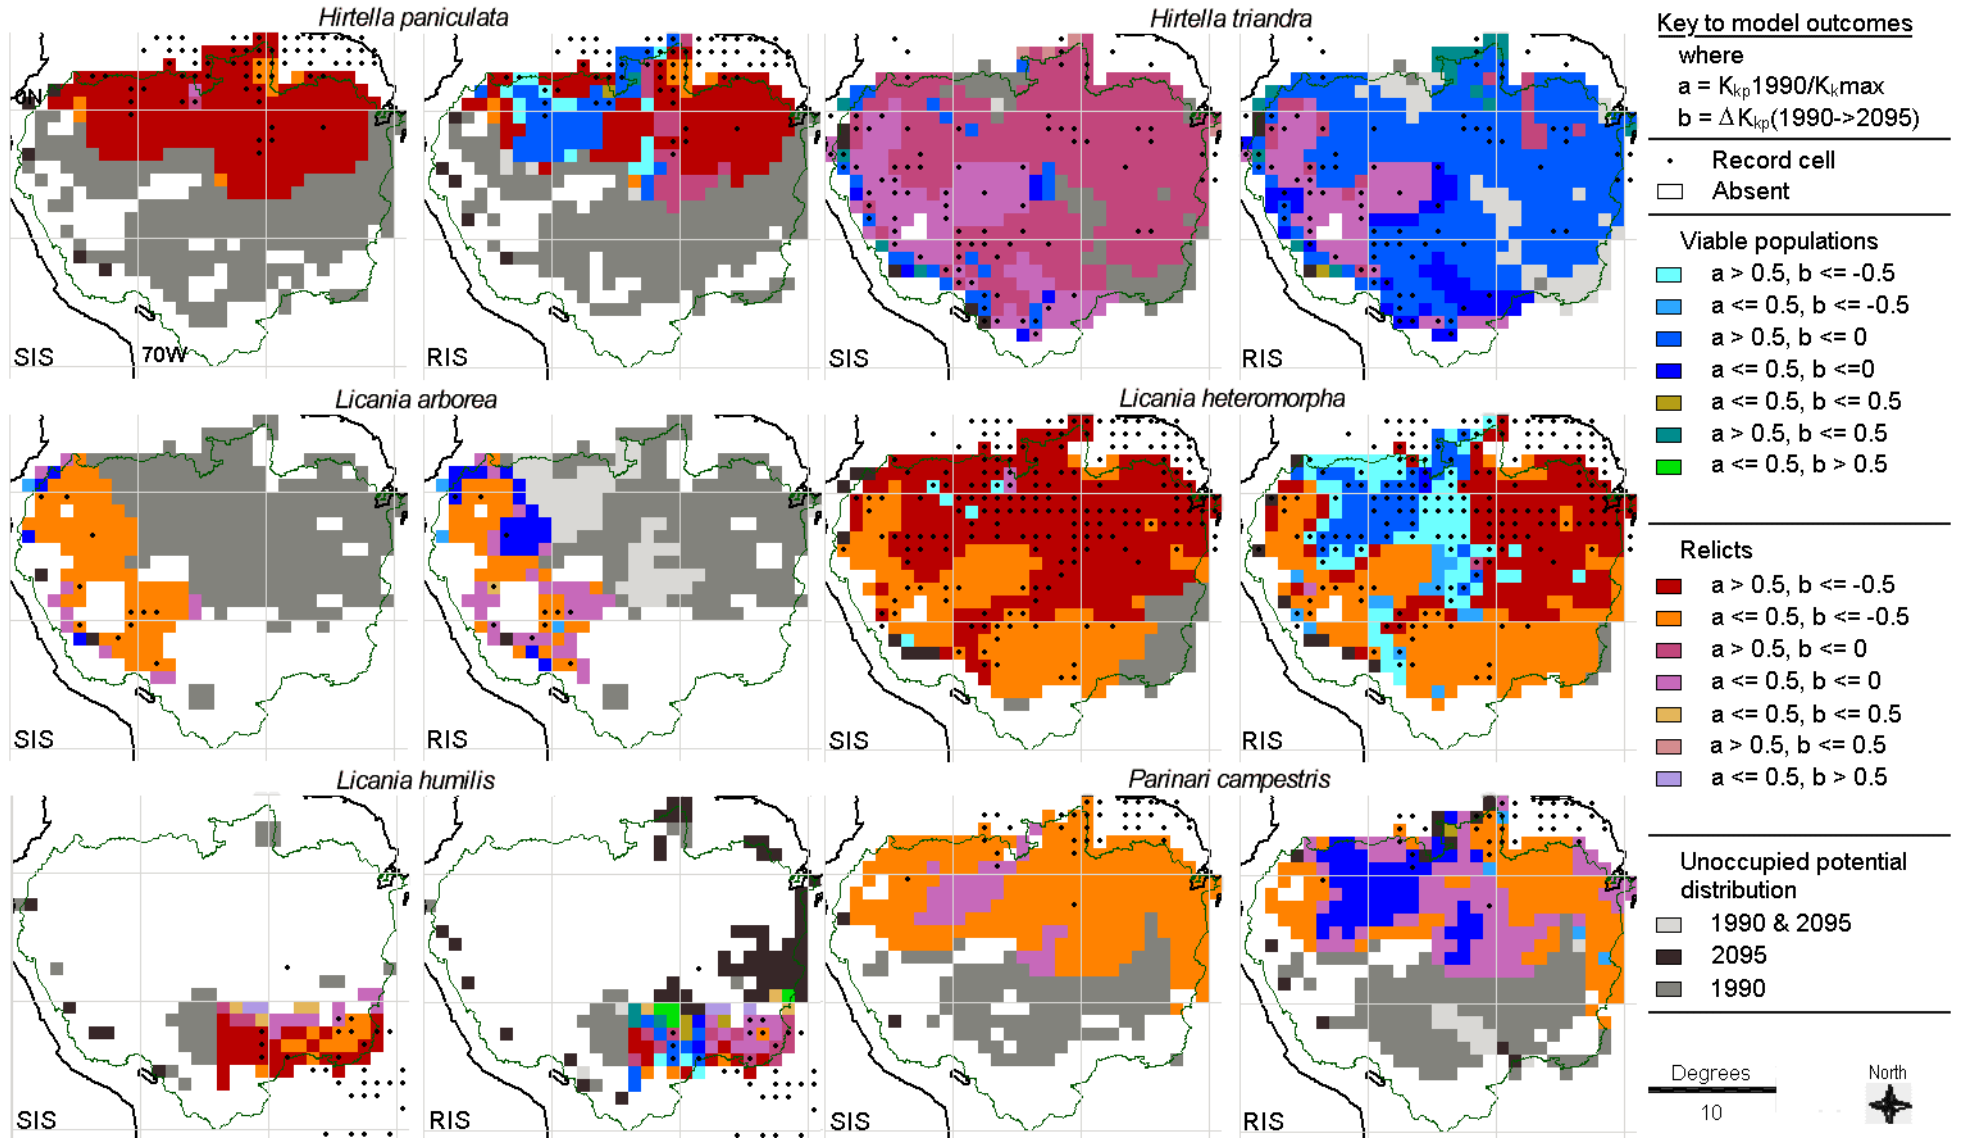 Hirtella paniculata
Hirtella triandra
0N
SIS
70W
RIS
SIS
RIS
Licania arborea
Licania heteromorpha
SIS
RIS
SIS
RIS
Licania humilis
Parinari campestris
SIS
RIS
SIS
RIS
Key to model outcomes
where
a = Kkp1990/Kkmax
b = ΔKkp(1990->2095)
Record cell
Absent
Viable populations
a > 0.5, b <= -0.5
a <= 0.5, b <= -0.5
a > 0.5, b <= 0
a <= 0.5, b <=0
a <= 0.5, b <= 0.5
a > 0.5, b <= 0.5
a <= 0.5, b > 0.5
Relicts
a > 0.5, b <= -0.5
a <= 0.5, b <= -0.5
a > 0.5, b <= 0
a <= 0.5, b <= 0
a <= 0.5, b <= 0.5
a > 0.5, b <= 0.5
a <= 0.5, b > 0.5
Unoccupied potential
distribution
1990 & 2095
2095
1990
Degrees
10
North